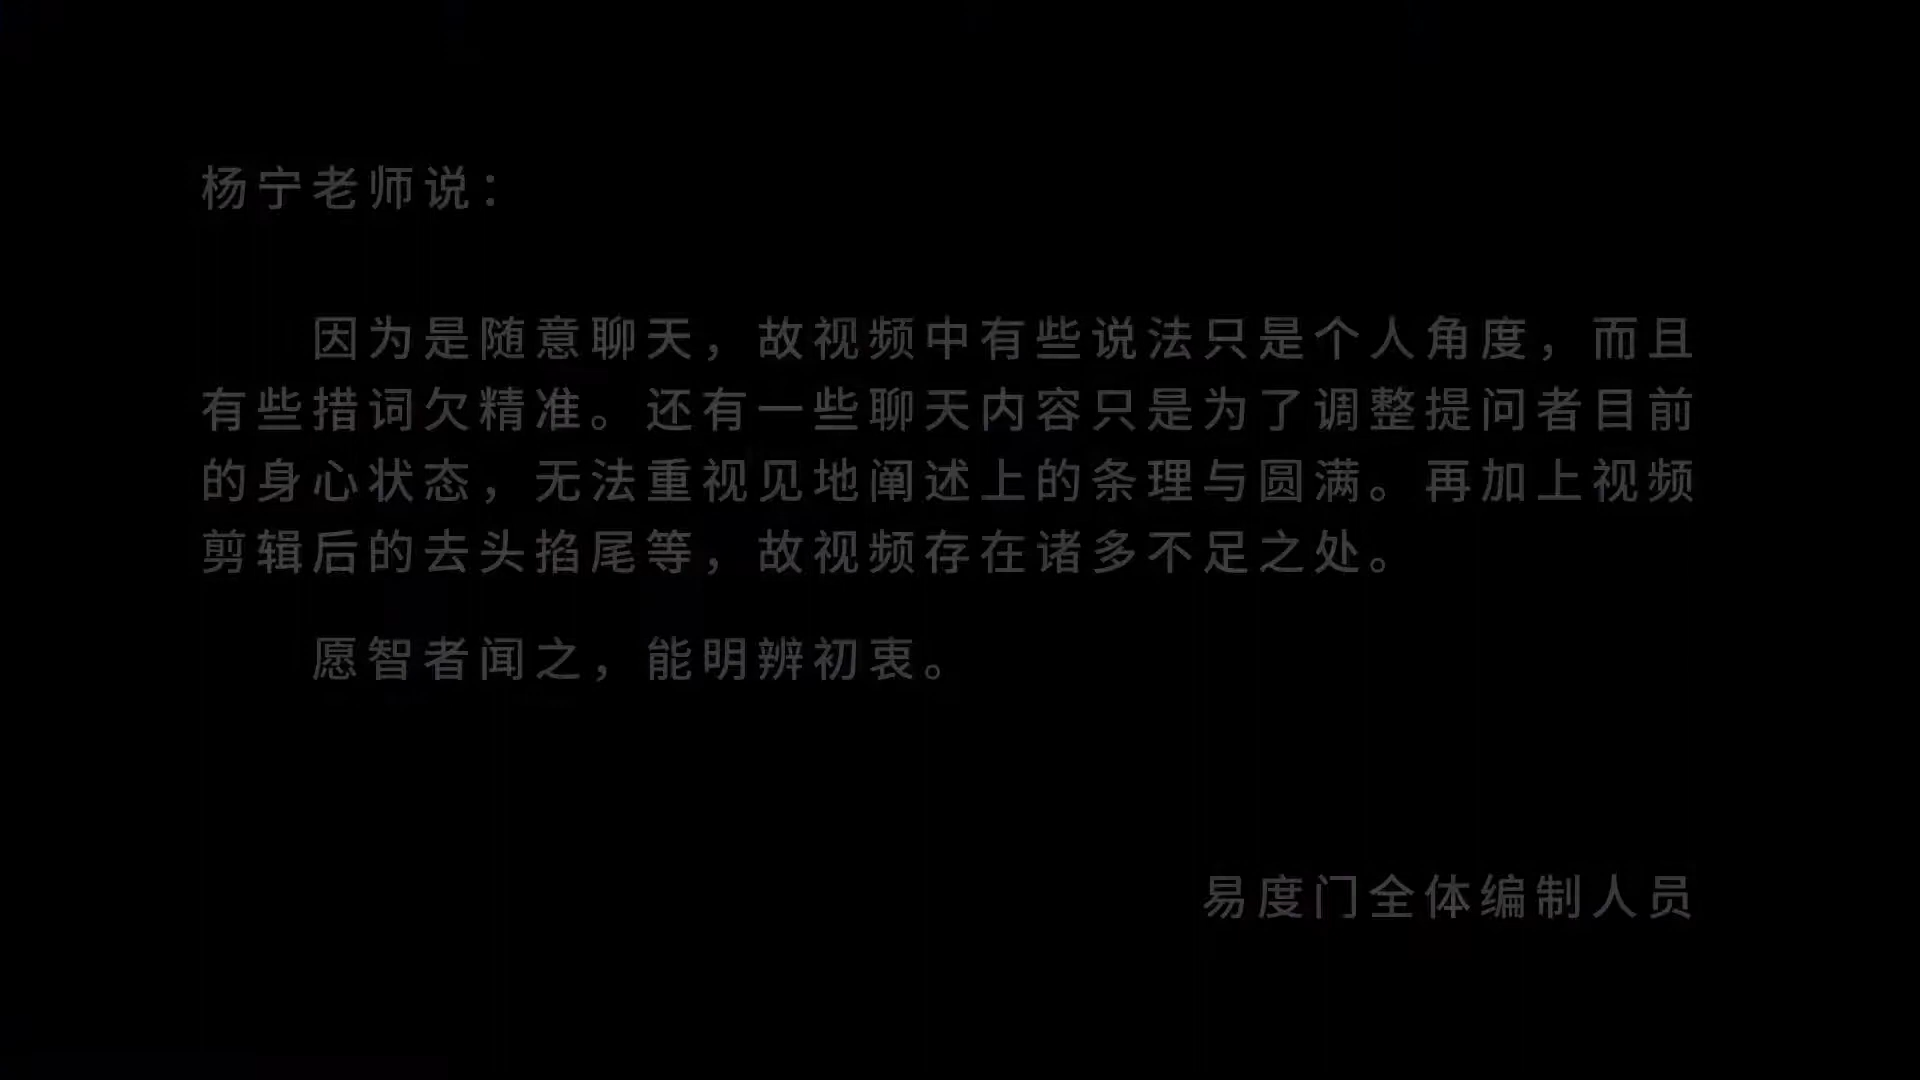 杨宁老师说：
因为是随意聊天，故视频中有些说法只是个人角度，而且
有些措词欠精准。还有一些聊天内容只是为了调整提问者目前
的身心状态，无法重视见地阐述上的条理与圆满。再加上视频
剪辑后的去头掐尾等，故视频存在诸多不足之处。
愿智者闻之，能明辨初衷。
易度门全体编制人员